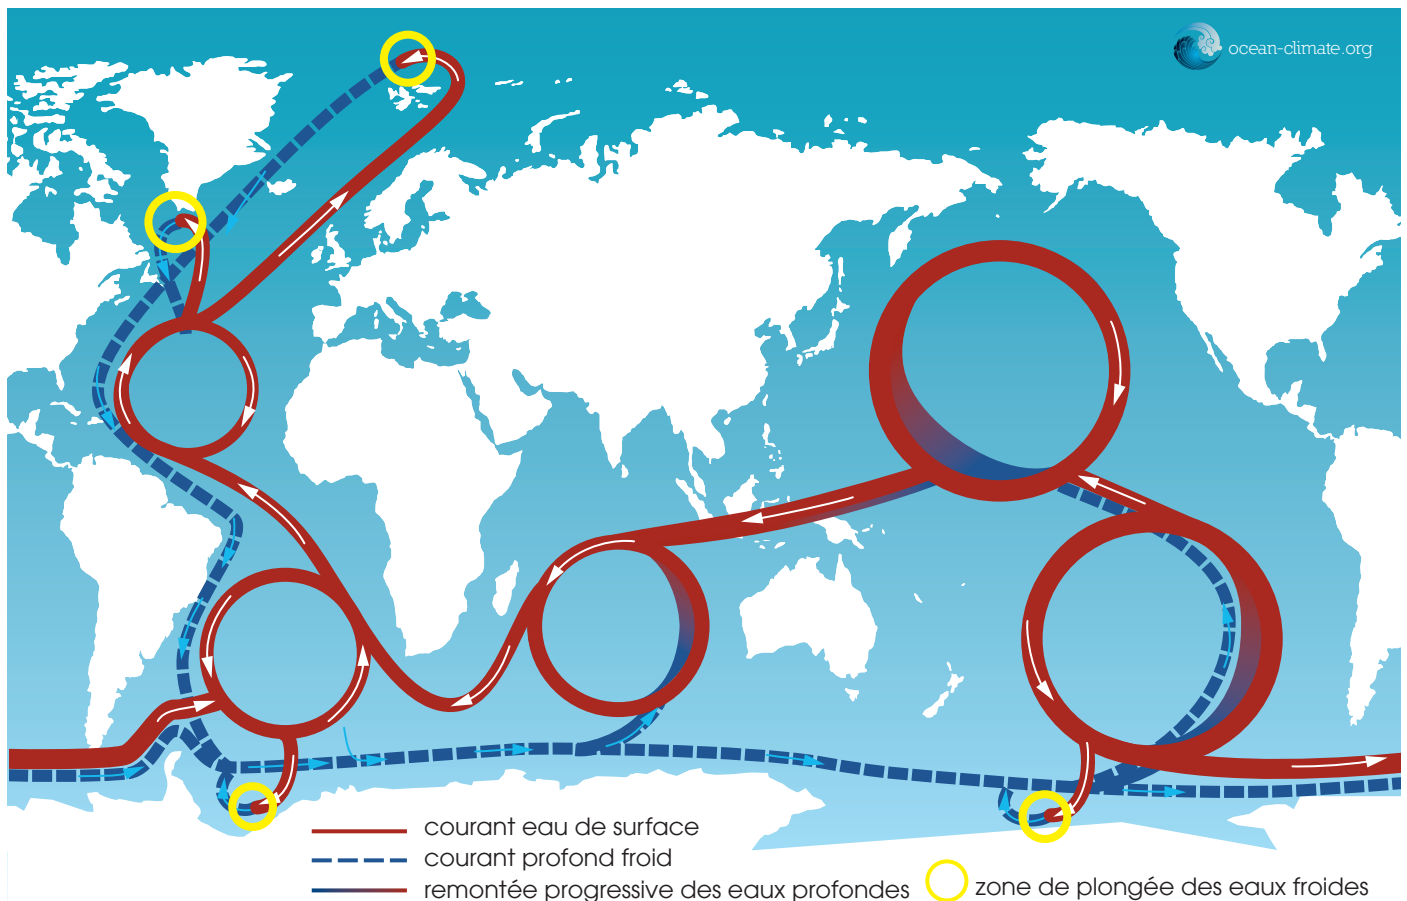 ocean-climate.org
courant eau de surface
courant profond froid
remontée progressive des eaux profondes
zone de plongée des eaux froides